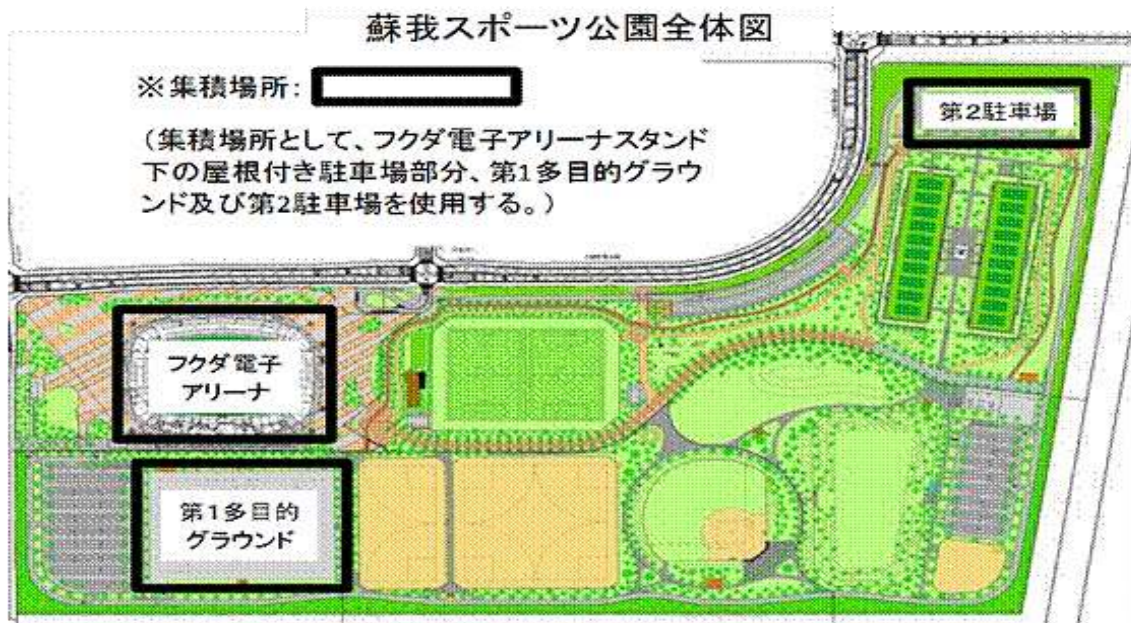 蘇我スポーツ公園全体図
※集積場所：
（集積場所として、フクダ電子アリーナスタンド
下の屋根付き駐車場部分、第1多目的グラウ
ンド及び第2駐車場を使用する。）
第2駐車場
フクダ電子
アリーナ
第1多目的
グラウンド